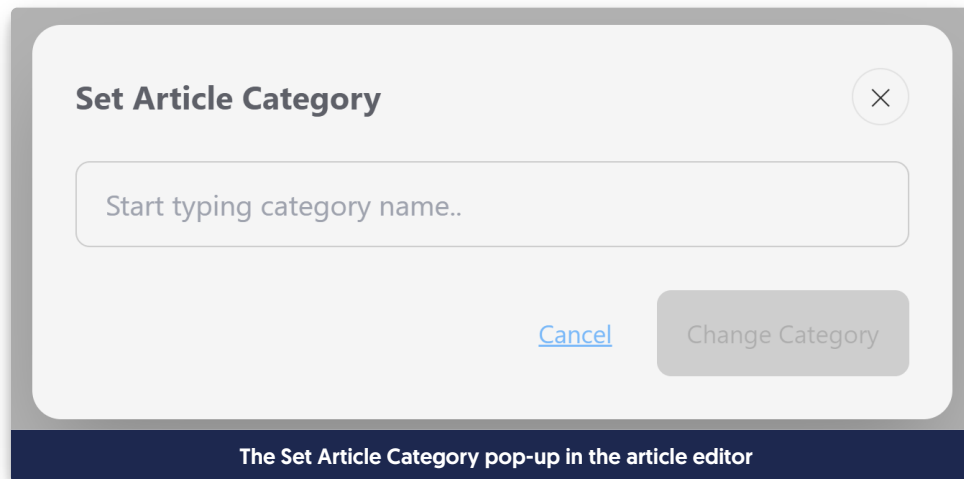 Set Article Category
Start typing category name..
Cancel
Change Category
The Set Article Category pop-up in the article editor